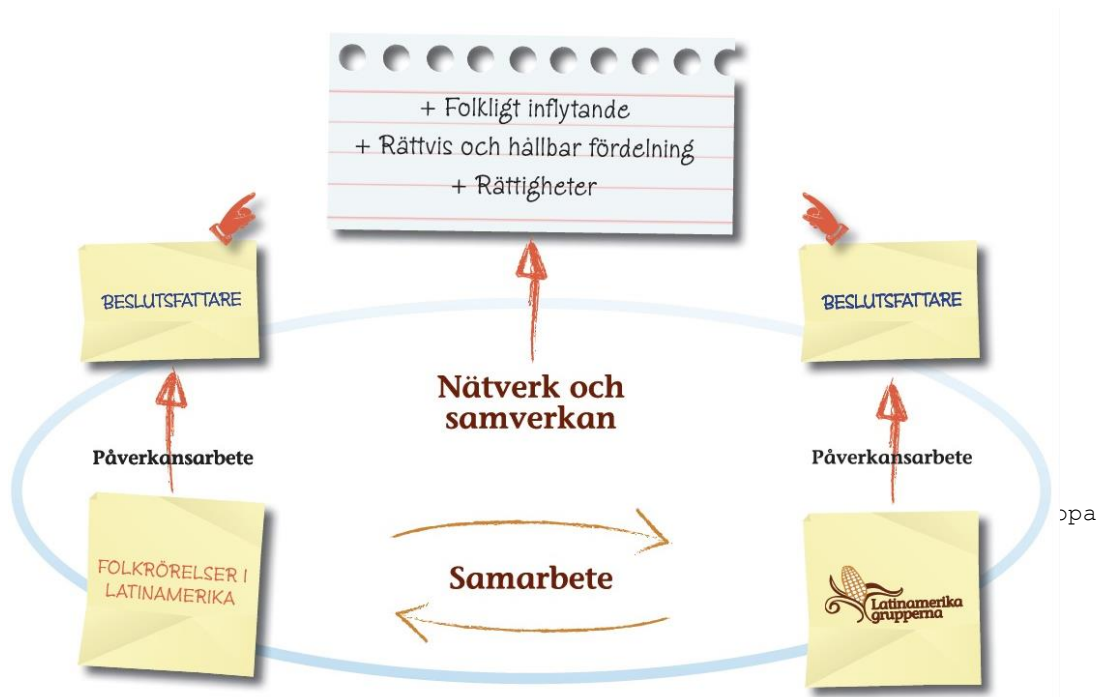 + Folkligt inflytande
+ Rättvis och hållbar fördelning
+ Rättigheter
BESLUTSFATTARE
BESLUTSFATTARE
Nätverk och
samverkan
Påverkansarbete
Påverkansarbete
FOLKRÖRELSER I
LATINAMERIKA
Samarbete
Latinamerika
grupperna